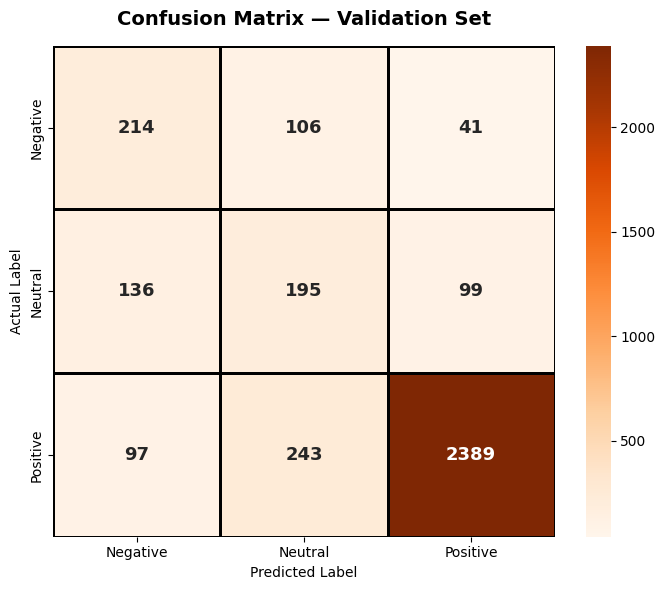 Confusion Matrix — Validation Set
Actual Label
Negative
214 106 41
Neutral
136 195 99
Positive
97 243 2389
Negative Neutral Positive
Predicted Label
2000
1500
1000
500